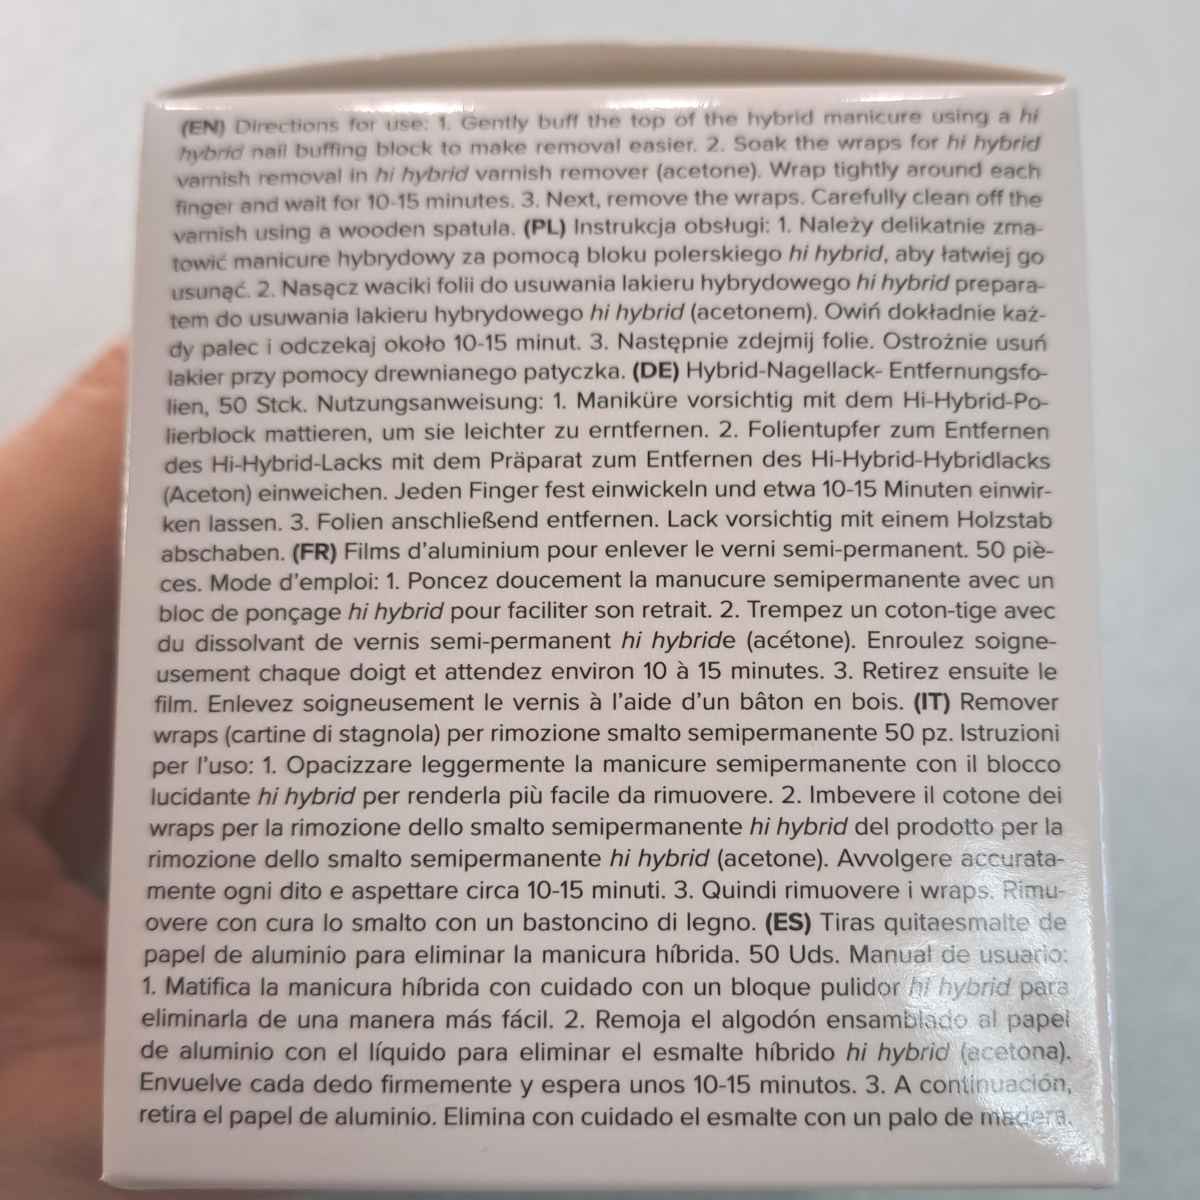 (EN) Directions for use: 1. Gently buff the top of the hybrid manicure using a hi
hybrid nail buffing block to make removal easier. 2. Soak the wraps for hi hybrid
varnish removal in hi hybrid varnish remover (acetone). Wrap tightly around each
finger and wait for 10-15 minutes. 3. Next, remove the wraps. Carefully clean off the
varnish using a wooden spatula. (PL) Instrukcja obsługi: 1. Należy delikatnie zma-
towić manicure hybrydowy za pomocą bloku polerskiego hi hybrid, aby łatwiej go
usunąć. 2. Nasącz waciki folii do usuwania lakieru hybrydowego hi hybrid prepara-
tem do usuwania lakieru hybrydowego hi hybrid (acetonem). Owiń dokładnie każ-
dy palec i odczekaj około 10-15 minut. 3. Następnie zdejmij folie. Ostrożnie usuń
lakier przy pomocy drewnianego patyczka. (DE) Hybrid-Nagellack- Entfernungsfo-
lien, 50 Stck. Nutzungsanweisung: 1. Maniküre vorsichtig mit dem Hi-Hybrid-Po-
lierblock mattieren, um sie leichter zu erntfernen. 2. Folientupfer zum Entfernen
des Hi-Hybrid-Lacks mit dem Präparat zum Entfernen des Hi-Hybrid-Hybridlacks
(Aceton) einweichen. Jeden Finger fest einwickeln und etwa 10-15 Minuten einwir-
ken lassen. 3. Folien anschließend entfernen. Lack vorsichtig mit einem Holzstab
abschaben. (FR) Films d'aluminium pour enlever le verni semi-permanent. 50 piè-
ces. Mode d'emploi: 1. Poncez doucement la manucure semipermanente avec un
bloc de ponçage hi hybrid pour faciliter son retrait. 2. Trempez un coton-tige avec
du dissolvant de vernis semi-permanent hi hybride (acétone). Enroulez soigne-
usement chaque doigt et attendez environ 10 à 15 minutes. 3. Retirez ensuite le
film. Enlevez soigneusement le vernis à l'aide d'un bâton en bois. (IT) Remover
wraps (cartine di stagnola) per rimozione smalto semipermanente 50 pz. Istruzioni
per l'uso: 1. Opacizzare leggermente la manicure semipermanente con il blocco
lucidante hi hybrid per renderla più facile da rimuovere. 2. Imbevere il cotone dei
wraps per la rimozione dello smalto semipermanente hi hybrid del prodotto per la
rimozione dello smalto semipermanente hi hybrid (acetone). Avvolgere accurata-
mente ogni dito e aspettare circa 10-15 minuti. 3. Quindi rimuovere i wraps. Rimu-
overe con cura lo smalto con un bastoncino di legno. (ES) Tiras quitaesmalte de
papel de aluminio para eliminar la manicura híbrida. 50 Uds. Manual de usuario:
1. Matifica la manicura híbrida con cuidado con un bloque pulidor hi hybrid para
eliminarla de una manera más fácil. 2. Remoja el algodón ensamblado al papel
de aluminio con el líquido para eliminar el esmalte híbrido hi hybrid (acetona).
Envuelve cada dedo firmemente y espera unos 10-15 minutos. 3. A continuación,
retira el papel de aluminio. Elimina con cuidado el esmalte con un palo de madera.